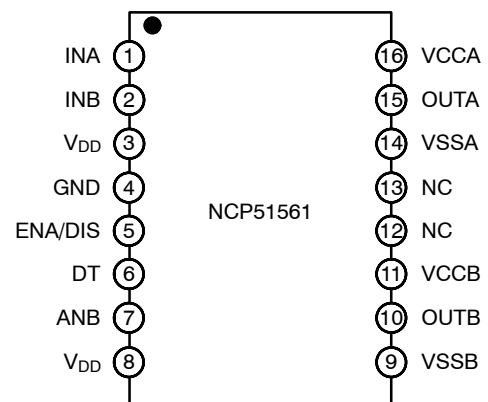 INA 1 16 VCCA
INB 2 15 OUTA
VDD 3 14 VSSA
GND 4 13 NC
NCP51561
ENA/DIS 5 12 NC
DT 6 11 VCCB
ANB 7 10 OUTB
VDD 8 9 VSSB